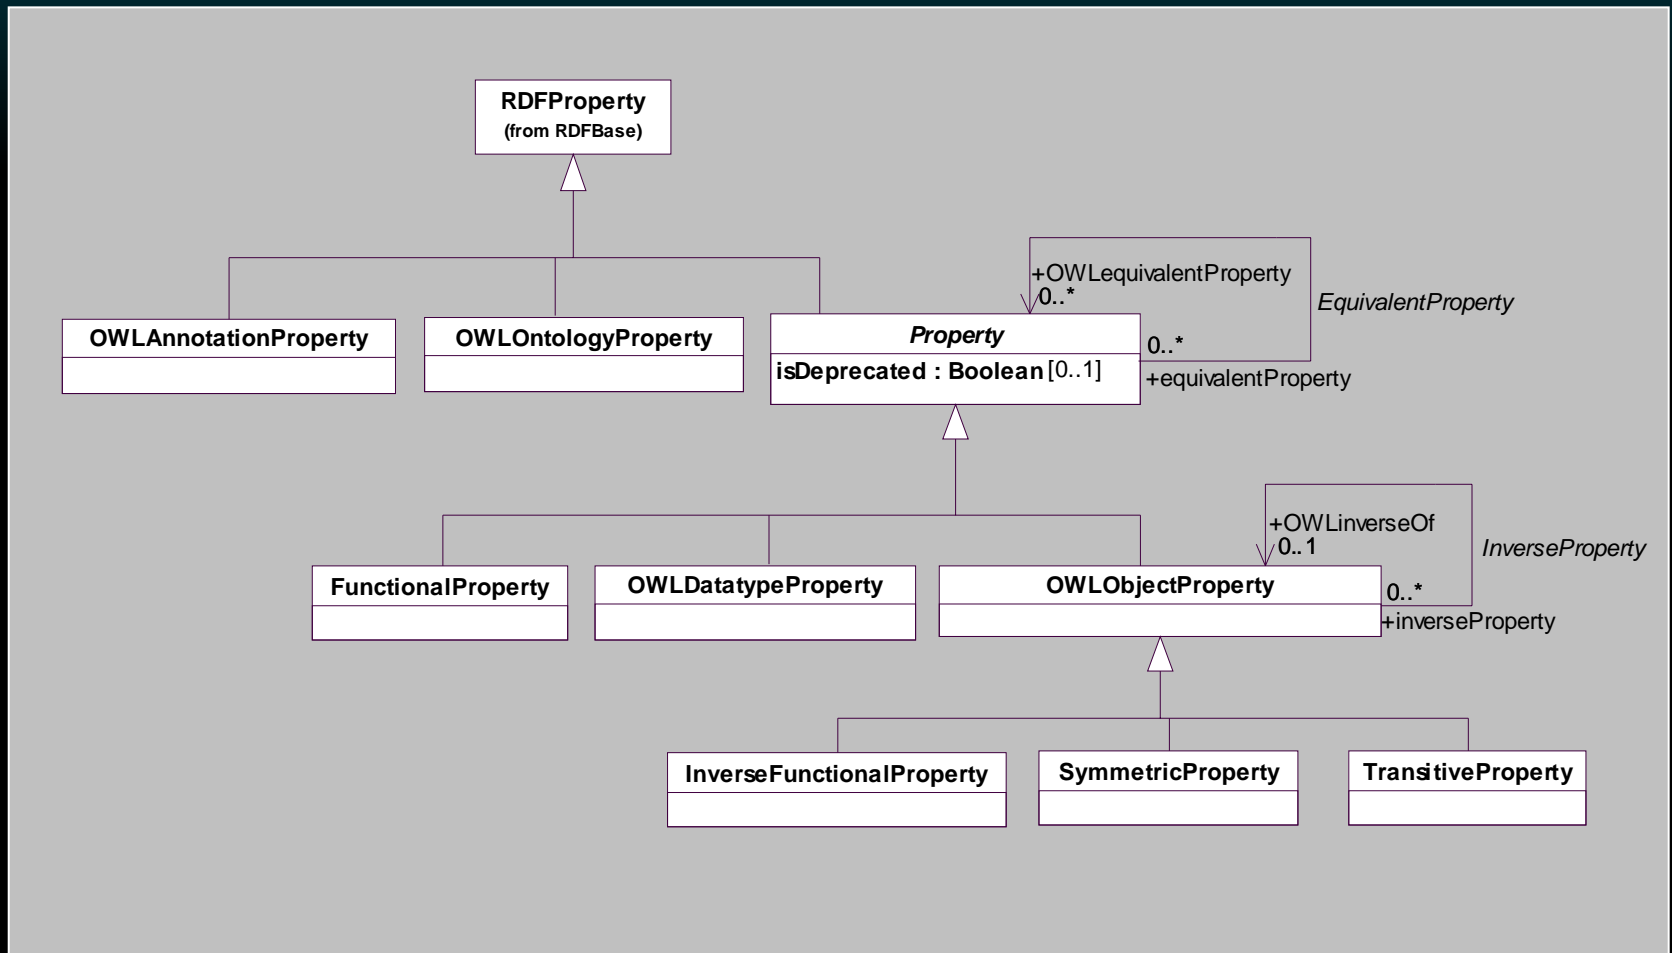 RDFProperty
(from RDFBase)
+OWLequivalentProperty
0..*
EquivalentProperty
OWLAnnotationProperty
OWLOntologyProperty
Property
0..*
isDeprecated : Boolean [0..1]
+equivalentProperty
+OWLinverseOf
0..1
InverseProperty
FunctionalProperty
OWLDatatypeProperty
OWLObjectProperty
0..*
+inverseProperty
InverseFunctionalProperty
SymmetricProperty
TransitiveProperty